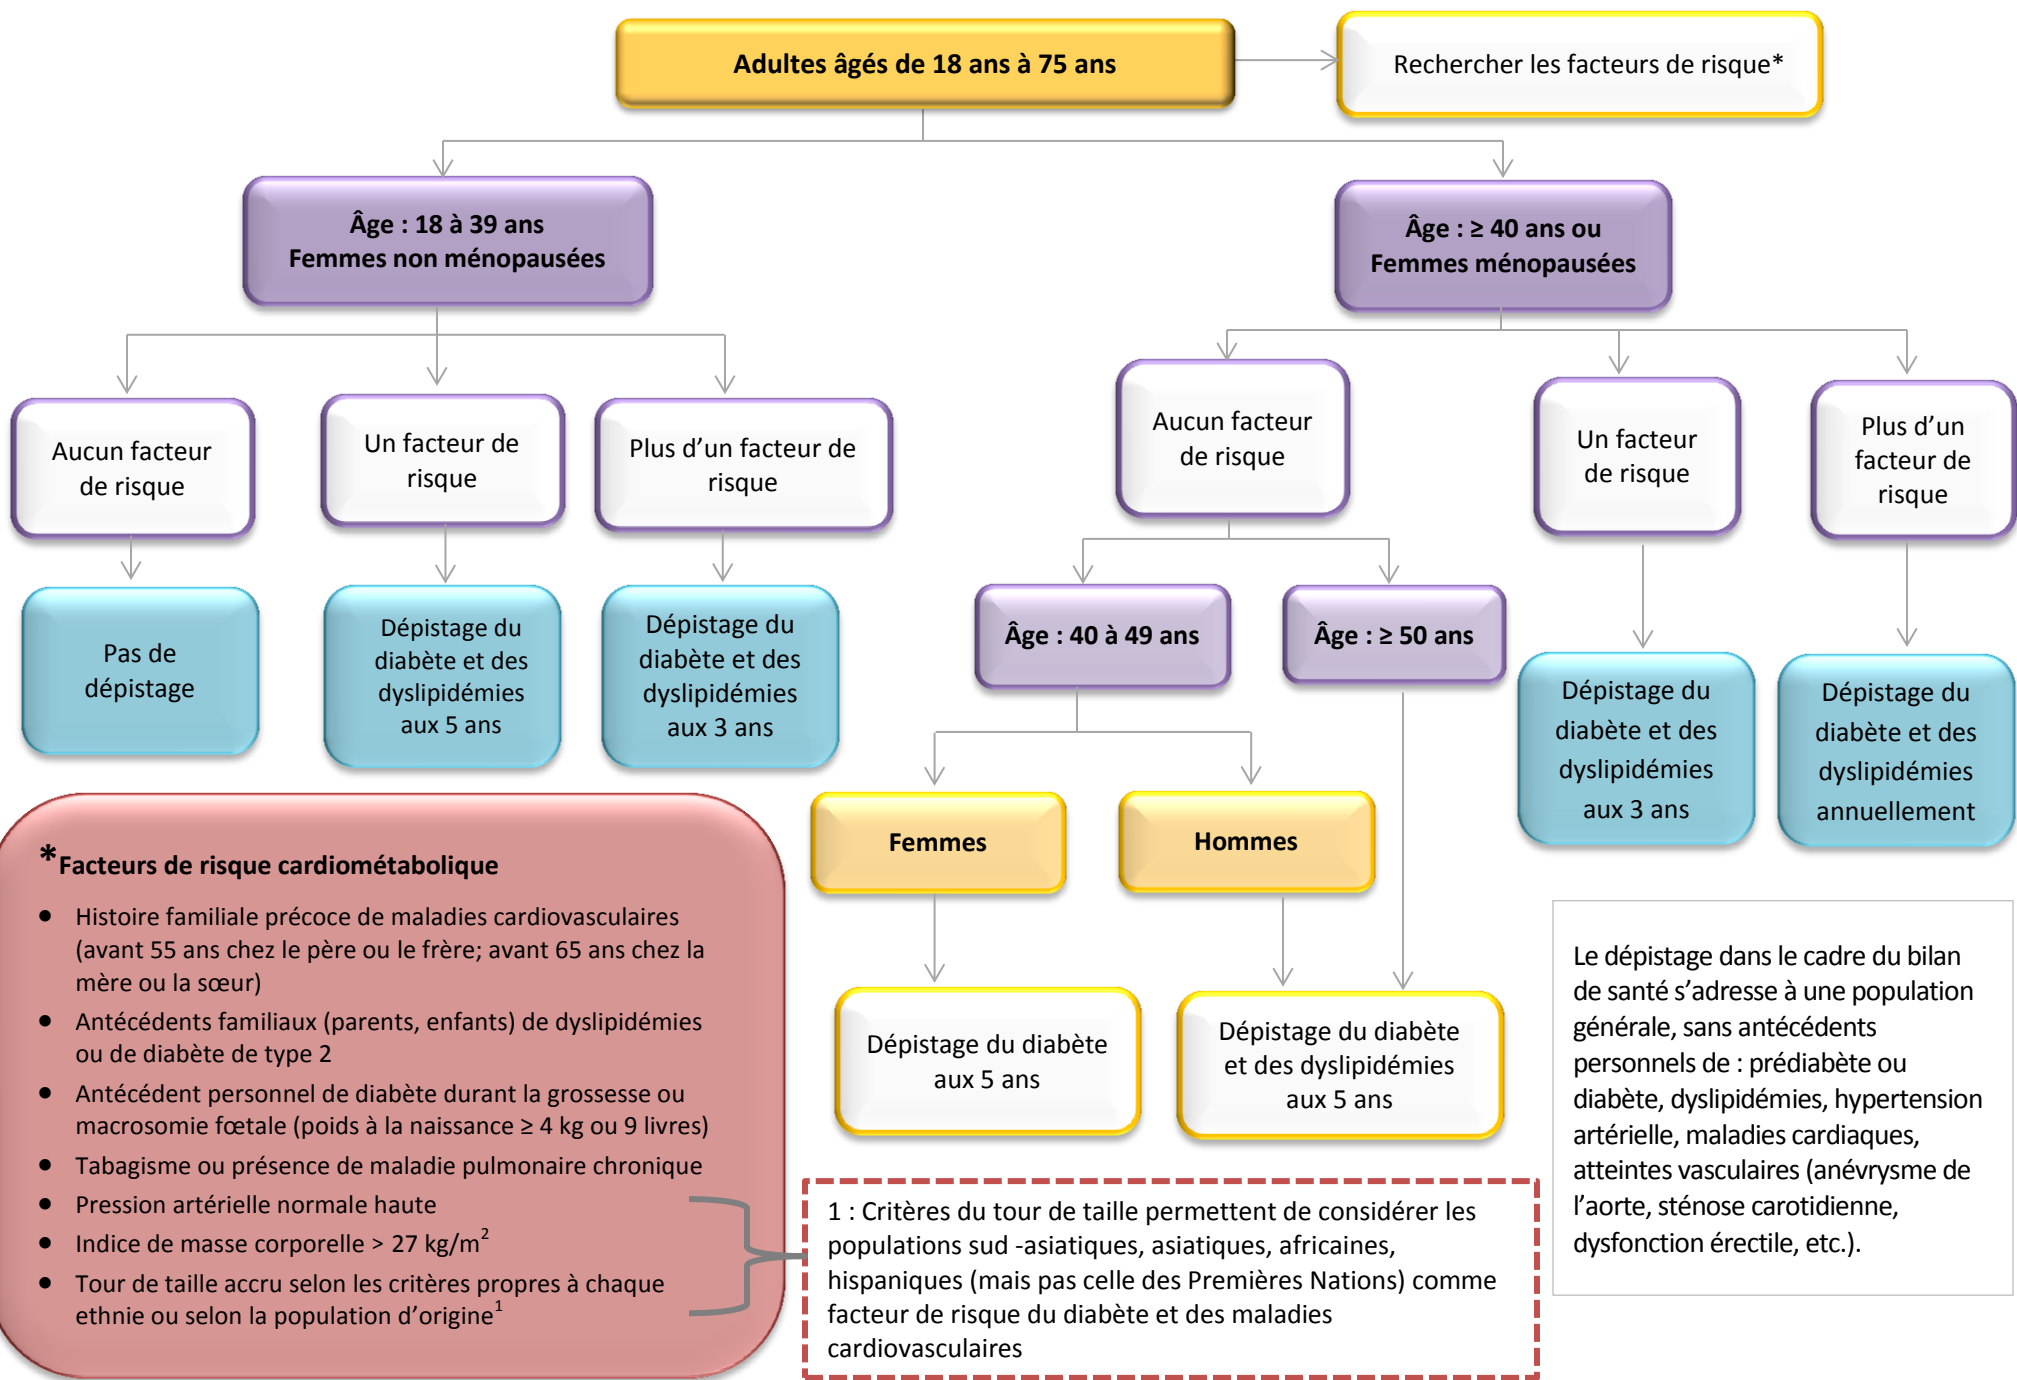 Adultes âgés de 18 ans à 75 ans
Rechercher les facteurs de risque*
Âge : 18 à 39 ans
Femmes non ménopausées
Âge : ≥ 40 ans ou
Femmes ménopausées
Aucun facteur
de risque
Un facteur de
risque
Plus d'un facteur de
risque
Aucun facteur
de risque
Un facteur
de risque
Plus d'un
facteur de
risque
Pas de
dépistage
Dépistage du
diabète et des
dyslipidémies
aux 5 ans
Dépistage du
diabète et des
dyslipidémies
aux 3 ans
Âge : 40 à 49 ans
Âge : ≥ 50 ans
Dépistage du
diabète et des
dyslipidémies
aux 3 ans
Dépistage du
diabète et des
dyslipidémies
annuellement
Femmes
Hommes
Dépistage du diabète
aux 5 ans
Dépistage du diabète
et des dyslipidémies
aux 5 ans
*Facteurs de risque cardiométabolique
• Histoire familiale précoce de maladies cardiovasculaires
(avant 55 ans chez le père ou le frère; avant 65 ans chez la
mère ou la sœur)
• Antécédents familiaux (parents, enfants) de dyslipidémies
ou de diabète de type 2
• Antécédent personnel de diabète durant la grossesse ou
macrosomie fœtale (poids à la naissance ≥ 4 kg ou 9 livres)
• Tabagisme ou présence de maladie pulmonaire chronique
• Pression artérielle normale haute
• Indice de masse corporelle > 27 kg/m²
• Tour de taille accru selon les critères propres à chaque
ethnie ou selon la population d'origine¹
1 : Critères du tour de taille permettent de considérer les
populations sud -asiatiques, asiatiques, africaines,
hispaniques (mais pas celle des Premières Nations) comme
facteur de risque du diabète et des maladies
cardiovasculaires
Le dépistage dans le cadre du bilan
de santé s'adresse à une population
générale, sans antécédents
personnels de : prédiabète ou
diabète, dyslipidémies, hypertension
artérielle, maladies cardiaques,
atteintes vasculaires (anévrysme de
l'aorte, sténose carotidienne,
dysfonction érectile, etc.).